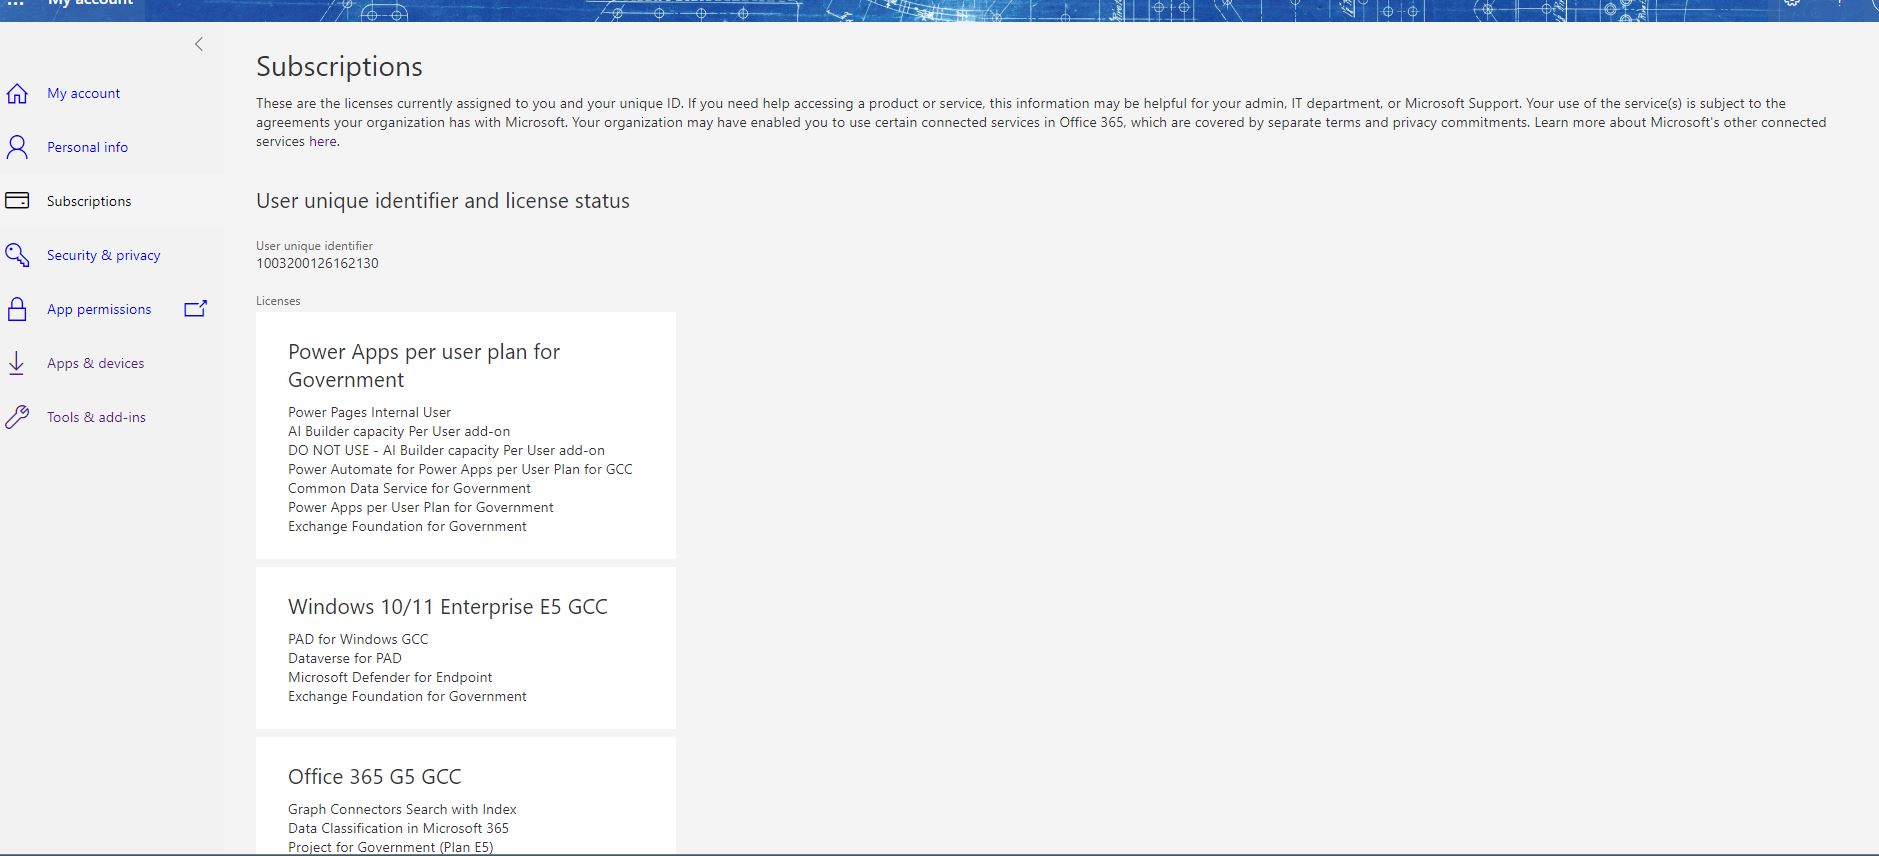 My account
My account
Personal info
Subscriptions
Security & privacy
App permissions
Apps & devices
Tools & add-ins
Subscriptions
These are the licenses currently assigned to you and your unique ID. If you need help accessing a product or service, this information may be helpful for your admin, IT department, or Microsoft Support. Your use of the service(s) is subject to the
agreements your organization has with Microsoft. Your organization may have enabled you to use certain connected services in Office 365, which are covered by separate terms and privacy commitments. Learn more about Microsoft's other connected
services here.
User unique identifier and license status
User unique identifier
1003200126162130
Licenses
Power Apps per user plan for
Government
Power Pages Internal User
AI Builder capacity Per User add-on
DO NOT USE - AI Builder capacity Per User add-on
Power Automate for Power Apps per User Plan for GCC
Common Data Service for Government
Power Apps per User Plan for Government
Exchange Foundation for Government
Windows 10/11 Enterprise E5 GCC
PAD for Windows GCC
Dataverse for PAD
Microsoft Defender for Endpoint
Exchange Foundation for Government
Office 365 G5 GCC
Graph Connectors Search with Index
Data Classification in Microsoft 365
Project for Government (Plan E5)